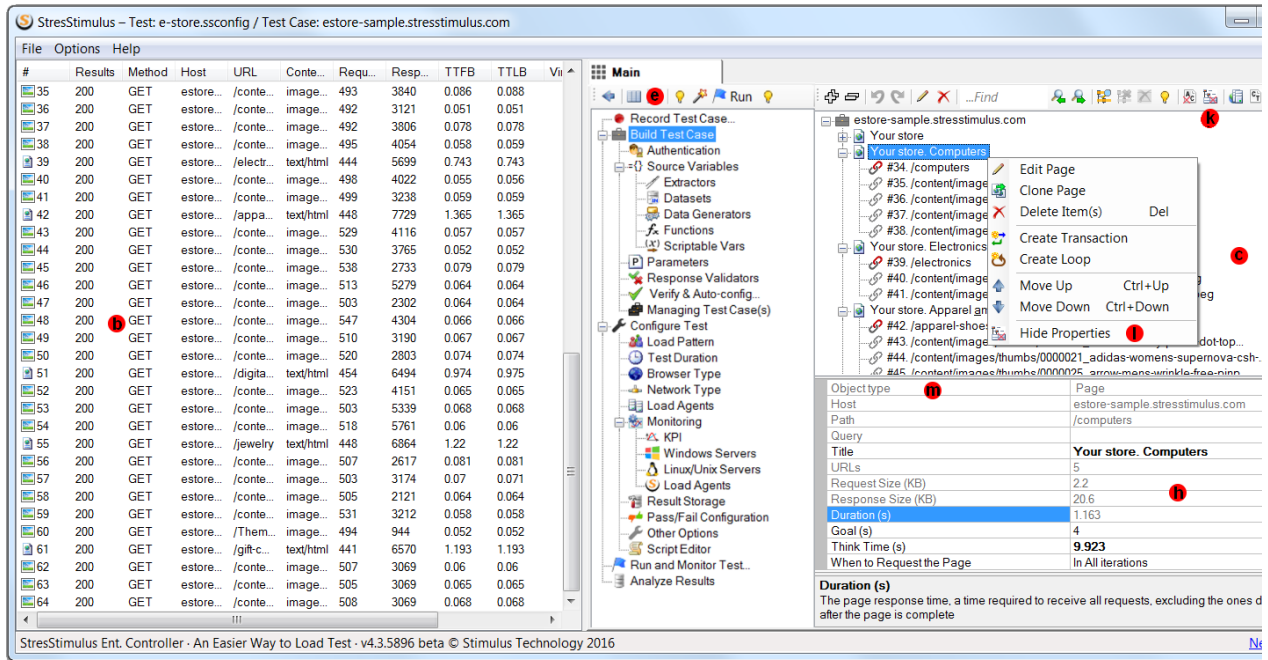 StresStimulus – Test: e-store.ssconfig / Test Case: estore-sample.stresstimulus.com
File Options Help
# Results Method Host URL Conte... Requ... Resp... TTFB TTLB Vir
35 200 GET estore... /conte... image... 493 3840 0.086 0.088
36 200 GET estore... /conte... image... 492 3121 0.051 0.051
37 200 GET estore... /conte... image... 492 3806 0.078 0.078
38 200 GET estore... /conte... image... 495 4054 0.058 0.059
39 200 GET estore... /electr... text/html 444 5699 0.743 0.743
40 200 GET estore... /conte... image... 498 4022 0.055 0.056
41 200 GET estore... /conte... image... 499 3238 0.059 0.059
42 200 GET estore... /appa... text/html 448 7729 1.365 1.365
43 200 GET estore... /conte... image... 529 4116 0.057 0.057
44 200 GET estore... /conte... image... 530 3765 0.052 0.052
45 200 GET estore... /conte... image... 538 2733 0.079 0.079
46 200 GET estore... /conte... image... 513 5279 0.064 0.064
47 200 GET estore... /conte... image... 503 2302 0.064 0.064
48 200 b GET estore... /conte... image... 547 4304 0.066 0.066
49 200 GET estore... /conte... image... 510 3190 0.067 0.067
50 200 GET estore... /conte... image... 520 2803 0.074 0.074
51 200 GET estore... /digita... text/html 454 6494 0.974 0.975
52 200 GET estore... /conte... image... 523 4151 0.065 0.065
53 200 GET estore... /conte... image... 503 5339 0.068 0.068
54 200 GET estore... /conte... image... 518 5761 0.06 0.06
55 200 GET estore... /jewelry text/html 448 6864 1.22 1.22
56 200 GET estore... /conte... image... 507 2617 0.081 0.081
57 200 GET estore... /conte... image... 503 3174 0.07 0.071
58 200 GET estore... /conte... image... 505 2121 0.064 0.064
59 200 GET estore... /conte... image... 531 3212 0.058 0.058
60 200 GET estore... /Them... image... 494 944 0.052 0.052
61 200 GET estore... /gift-c... text/html 441 6570 1.193 1.193
62 200 GET estore... /conte... image... 507 3069 0.06 0.06
63 200 GET estore... /conte... image... 505 3069 0.065 0.065
64 200 GET estore... /conte... image... 508 3069 0.068 0.068
Main
e Run
Record Test Case...
Build Test Case
Authentication
Source Variables
Extractors
Datasets
Data Generators
Functions
Scriptable Vars
Parameters
Response Validators
Verify & Auto-config...
Managing Test Case(s)
Configure Test
Load Pattern
Test Duration
Browser Type
Network Type
Load Agents
Monitoring
KPI
Windows Servers
Linux/Unix Servers
Load Agents
Result Storage
Pass/Fail Configuration
Other Options
Script Editor
Run and Monitor Test...
Analyze Results
...Find
k
estore-sample.stresstimulus.com
Your store
Your store. Computers
#34. /computers
#35. /content/image
#36. /content/image
#37. /content/image
#38. /content/image
Your store. Electronics
#39. /electronics
#40. /content/images g
#41. /content/images peg
Your store. Apparel an
#42. /apparel-shoes
#43. /content/images dot-top...
#44. /content/images/thumbs/0000021_adidas-womens-supernova-csh-...
#45. /content/images/thumbs/0000025_arrow-mens-wrinkle-free-pinp...
Edit Page
Clone Page
Delete Item(s) Del
Create Transaction
Create Loop
Move Up Ctrl+Up
Move Down Ctrl+Down
Hide Properties l
c
Object type m Page
Host estore-sample.stresstimulus.com
Path /computers
Query
Title Your store. Computers
URLs 5
Request Size (KB) 2.2
Response Size (KB) 20.6 h
Duration (s) 1.163
Goal (s) 4
Think Time (s) 9.923
When to Request the Page In All iterations
Duration (s)
The page response time, a time required to receive all requests, excluding the ones d
after the page is complete
StresStimulus Ent. Controller · An Easier Way to Load Test · v4.3.5896 beta © Stimulus Technology 2016
Ne